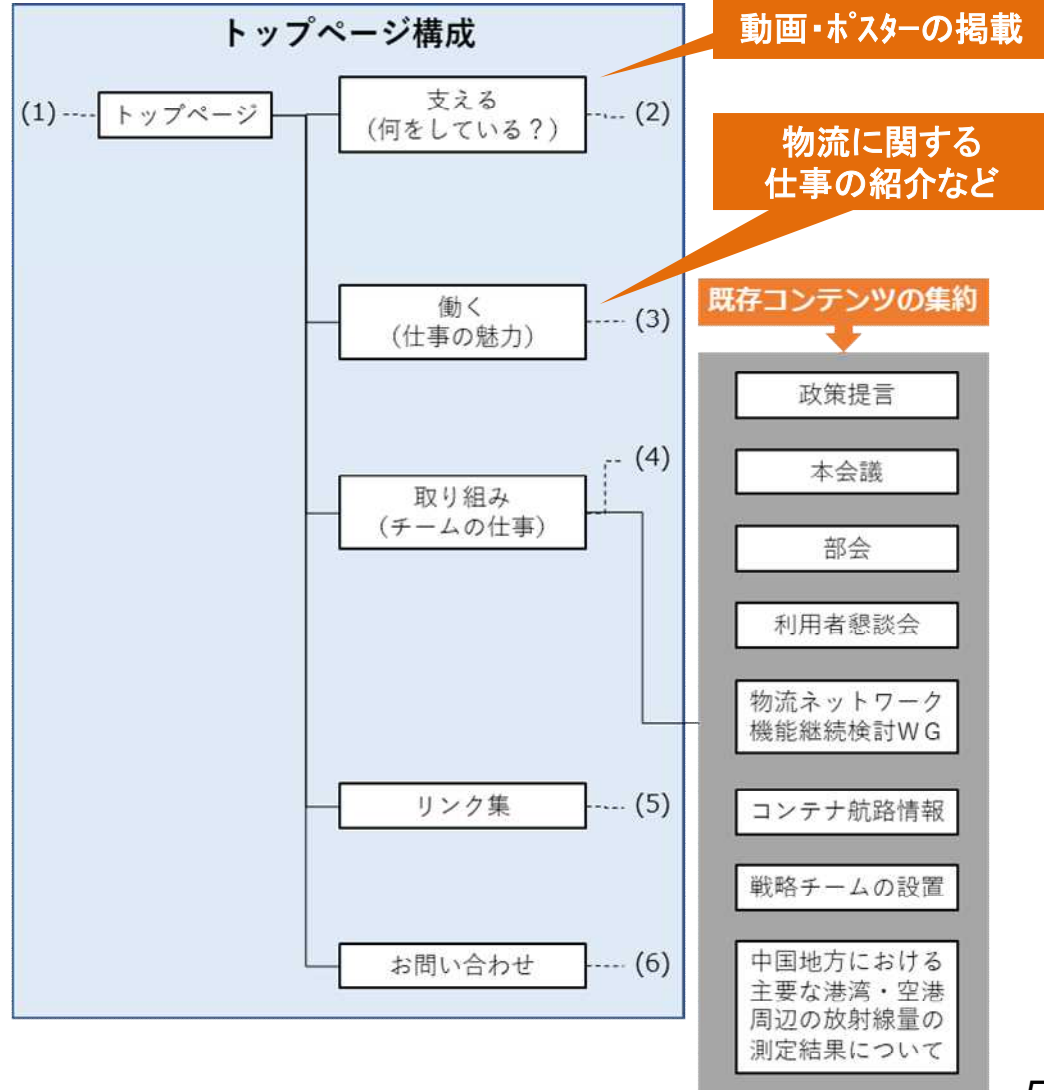 トップページ構成
動画・ﾎﾟｽﾀｰの掲載
(1)
トップページ
支える
(何をしている？)
(2)
物流に関する
仕事の紹介など
働く
(仕事の魅力)
(3)
既存コンテンツの集約
取り組み
(チームの仕事)
(4)
リンク集
(5)
お問い合わせ
(6)
政策提言
本会議
部会
利用者懇談会
物流ネットワーク
機能継続検討ＷＧ
コンテナ航路情報
戦略チームの設置
中国地方における
主要な港湾・空港
周辺の放射線量の
測定結果について